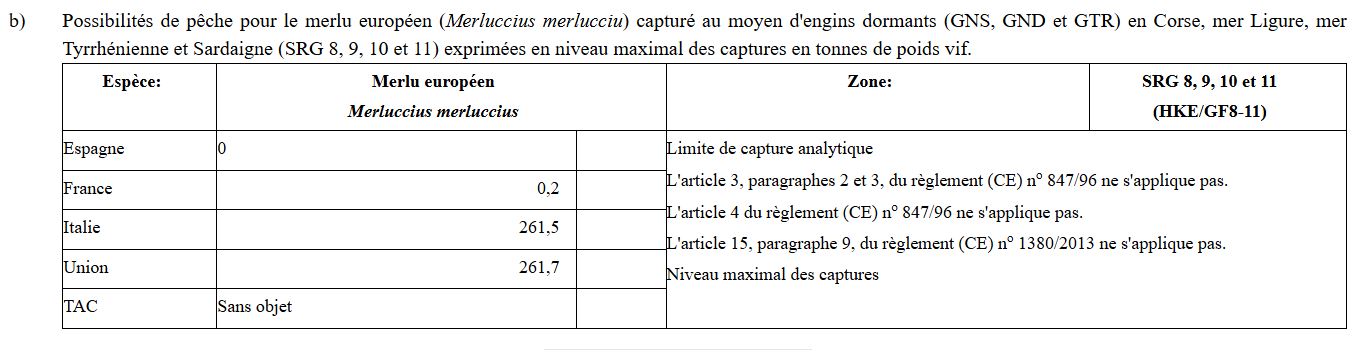 b) Possibilités de pêche pour le merlu européen (Merluccius merlucciu) capturé au moyen d'engins dormants (GNS, GND et GTR) en Corse, mer Ligure, mer
Tyrrhénienne et Sardaigne (SRG 8, 9, 10 et 11) exprimées en niveau maximal des captures en tonnes de poids vif.
Espèce: Merlu européen Zone: SRG 8, 9, 10 et 11
Merluccius merluccius (HKE/GF8-11)
Espagne 0 Limite de capture analytique
France 0,2 L'article 3, paragraphes 2 et 3, du règlement (CE) nº 847/96 ne s'applique pas.
Italie 261,5 L'article 4 du règlement (CE) nº 847/96 ne s'applique pas.
Union 261,7 L'article 15, paragraphe 9, du règlement (CE) nº 1380/2013 ne s'applique pas.
Niveau maximal des captures
TAC Sans objet